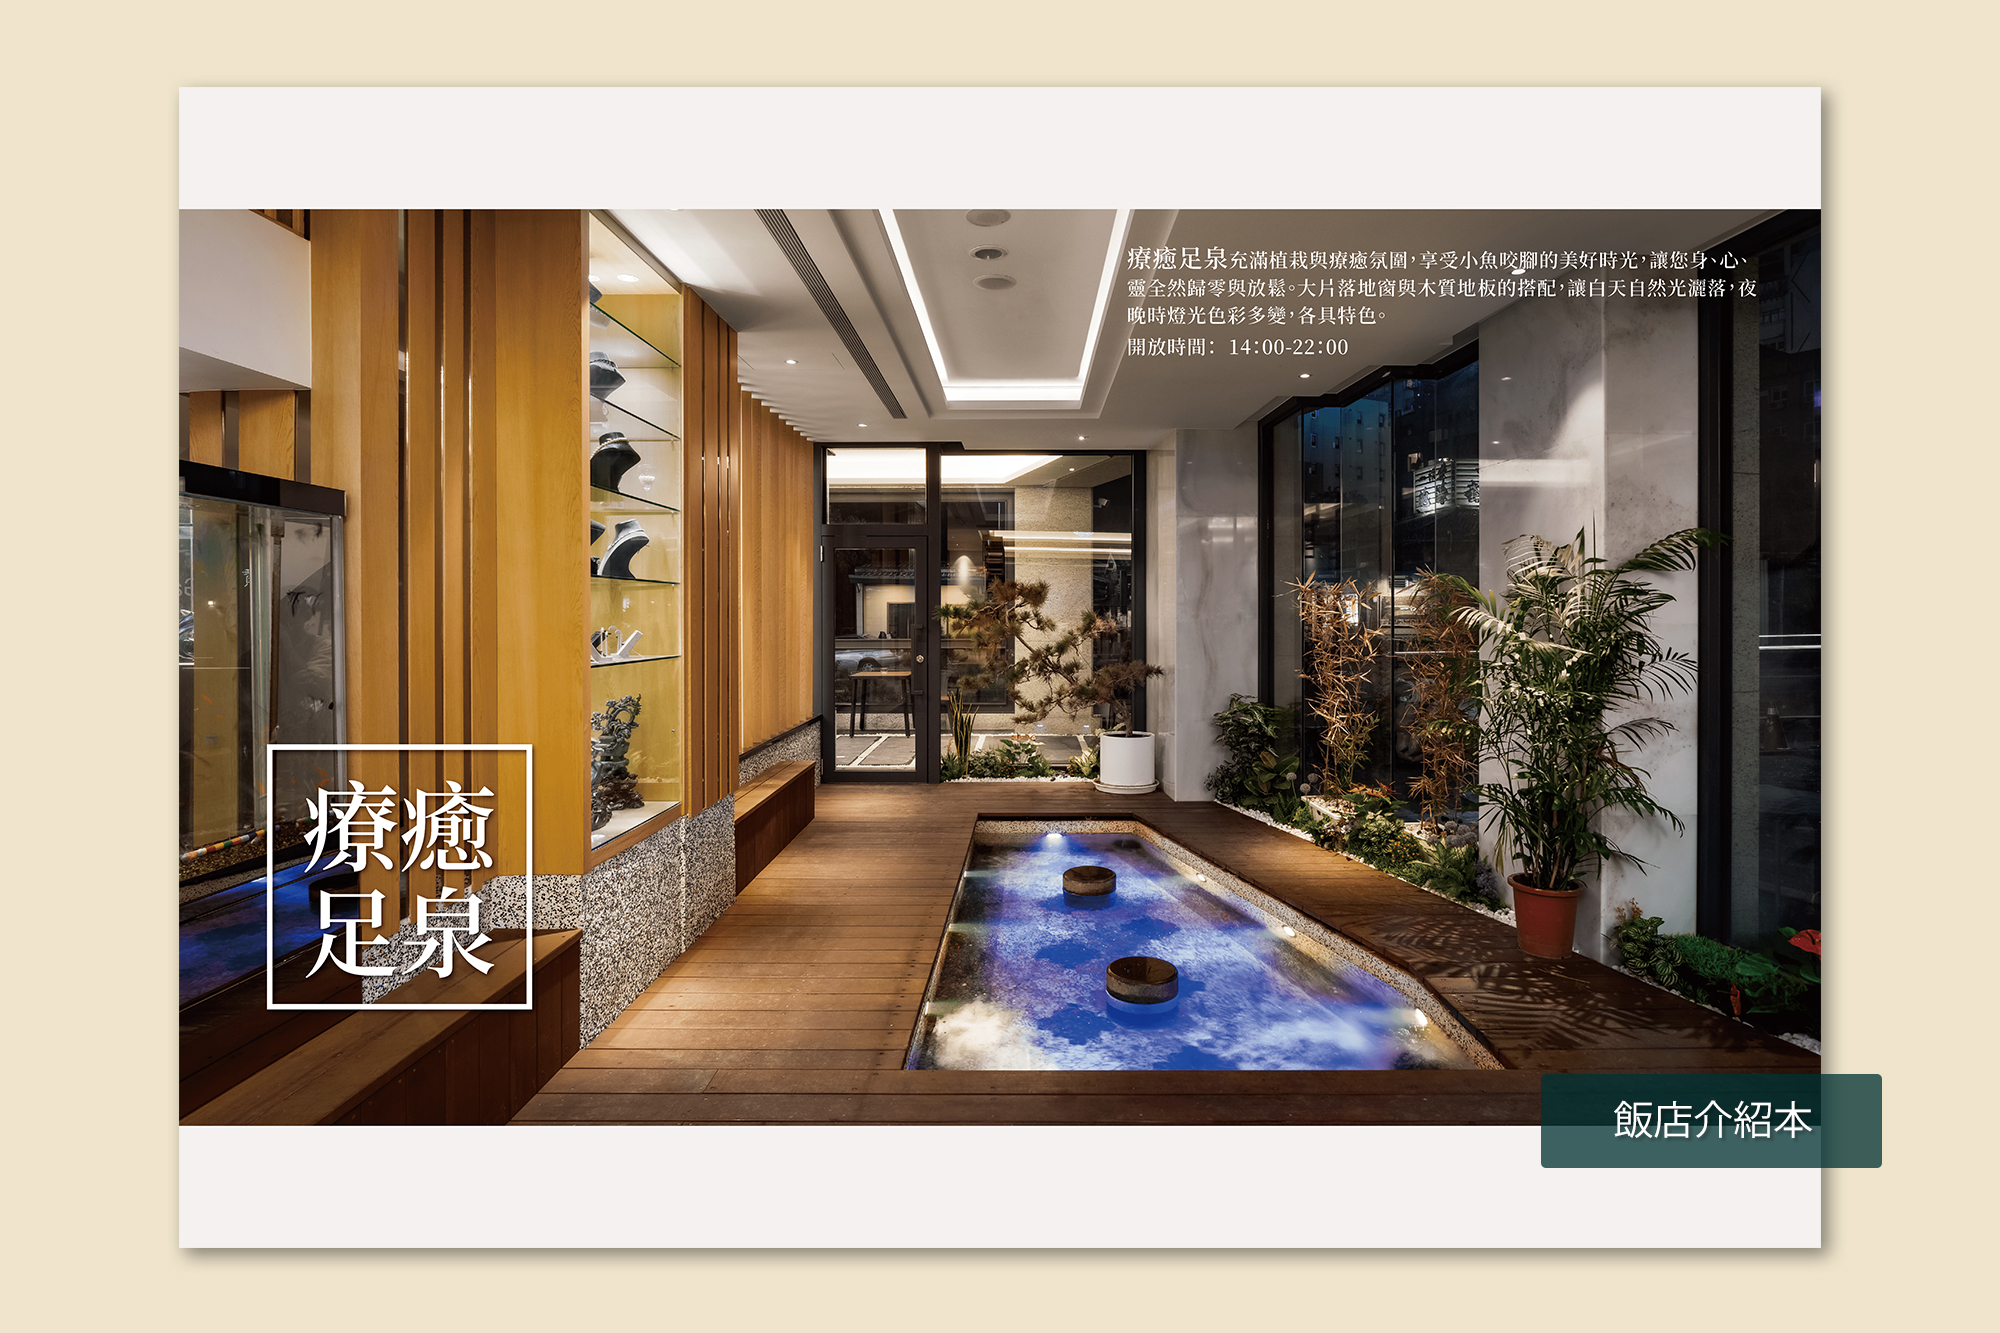 療癒足泉充滿植栽與療癒氛圍，享受小魚咬腳的美好時光，讓您身、心、
靈全然歸零與放鬆。大片落地窗與木質地板的搭配，讓白天自然光灑落，夜
晚時燈光色彩多變，各具特色。
開放時間： 14：00-22：00
療癒
足泉
飯店介紹本